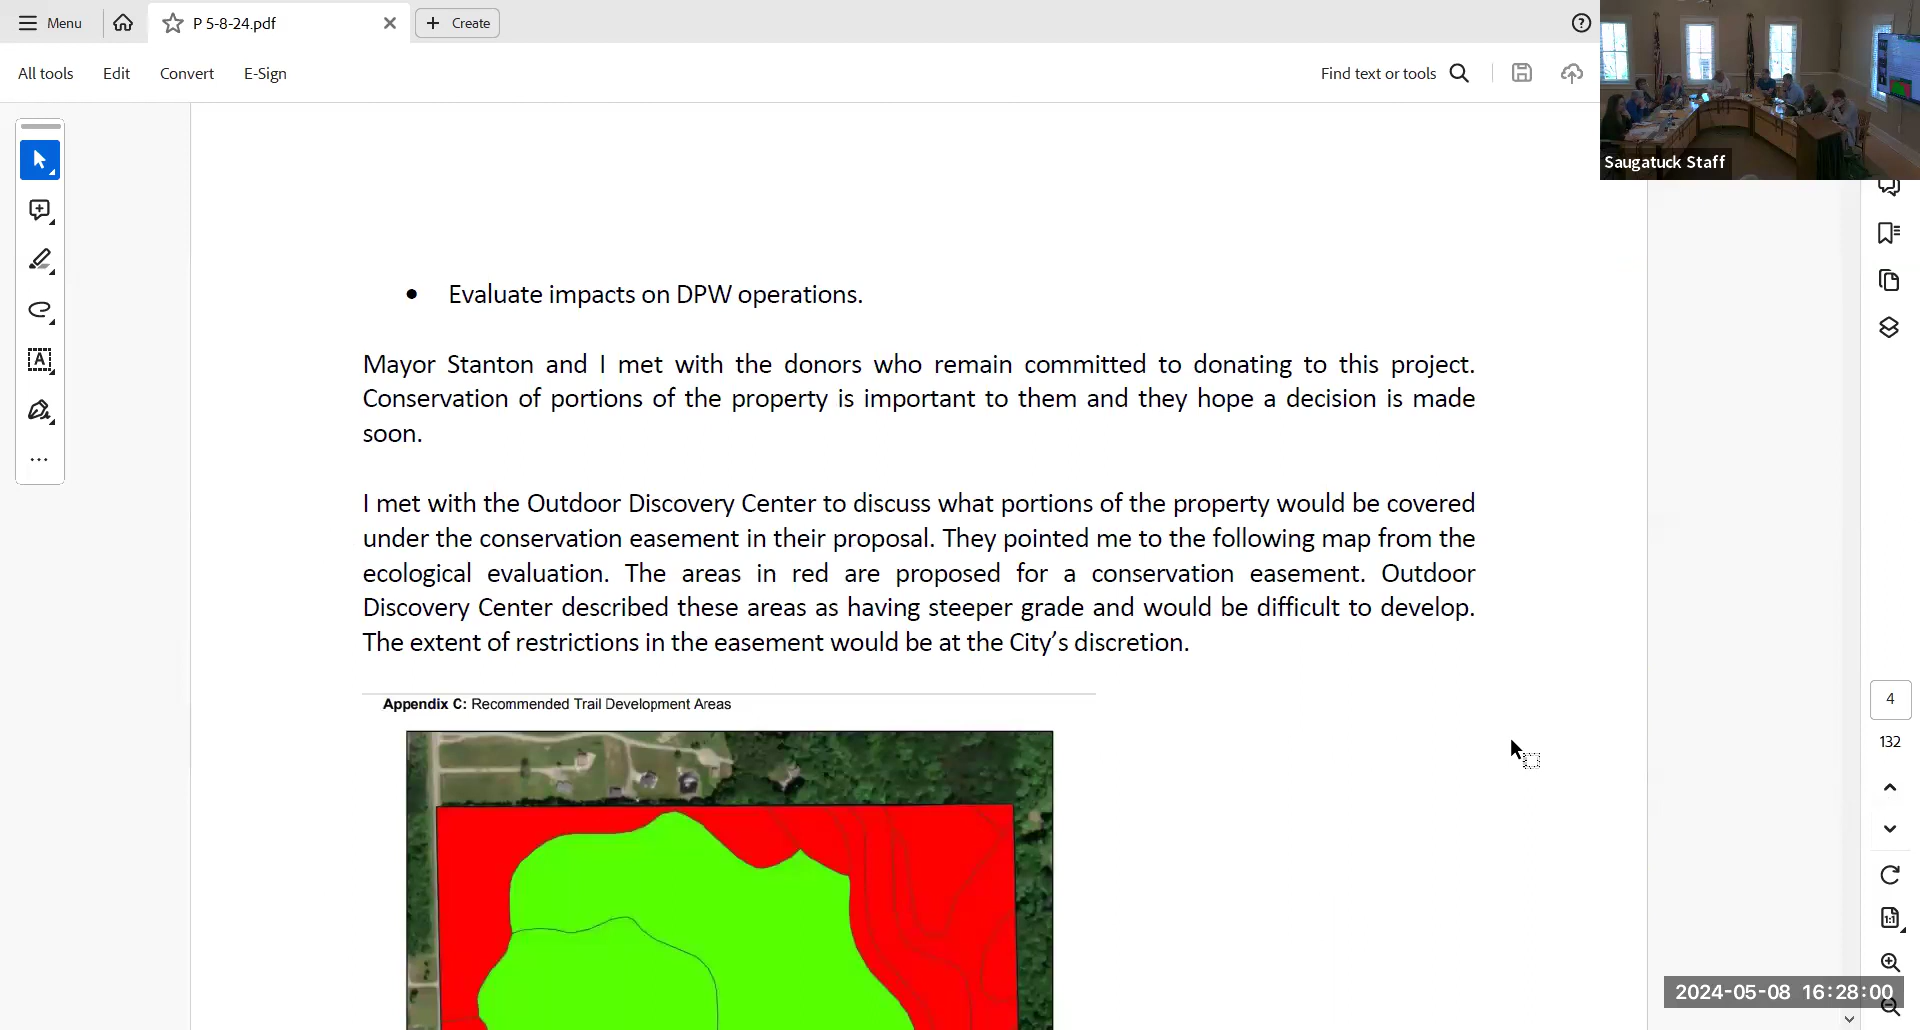 Menu
P 5-8-24.pdf
Create
All tools
Edit
Convert
E-Sign
Find text or tools
Saugatuck Staff
• Evaluate impacts on DPW operations.
Mayor Stanton and I met with the donors who remain committed to donating to this project.
Conservation of portions of the property is important to them and they hope a decision is made
soon.
I met with the Outdoor Discovery Center to discuss what portions of the property would be covered
under the conservation easement in their proposal. They pointed me to the following map from the
ecological evaluation. The areas in red are proposed for a conservation easement. Outdoor
Discovery Center described these areas as having steeper grade and would be difficult to develop.
The extent of restrictions in the easement would be at the City’s discretion.
Appendix C: Recommended Trail Development Areas
4
132
2024-05-08 16:28:00